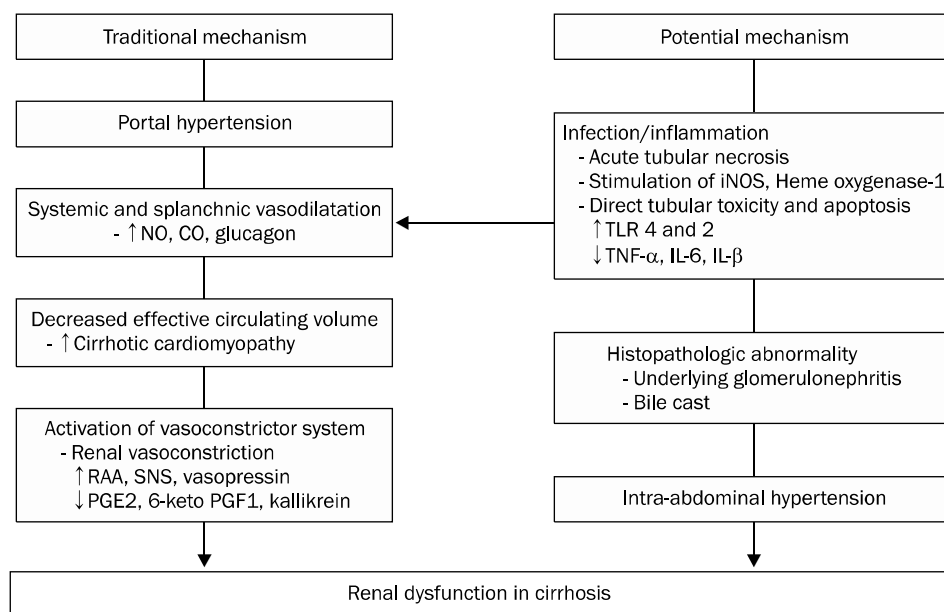 Traditional mechanism
Portal hypertension
Systemic and splanchnic vasodilatation
- ↑NO, CO, glucagon
Decreased effective circulating volume
- ↑Cirrhotic cardiomyopathy
Activation of vasoconstrictor system
- Renal vasoconstriction
↑RAA, SNS, vasopressin
↓PGE2, 6-keto PGF1, kallikrein
Potential mechanism
Infection/inflammation
- Acute tubular necrosis
- Stimulation of iNOS, Heme oxygenase-1
- Direct tubular toxicity and apoptosis
↑TLR 4 and 2
↓TNF-α, IL-6, IL-β
Histopathologic abnormality
- Underlying glomerulonephritis
- Bile cast
Intra-abdominal hypertension
Renal dysfunction in cirrhosis